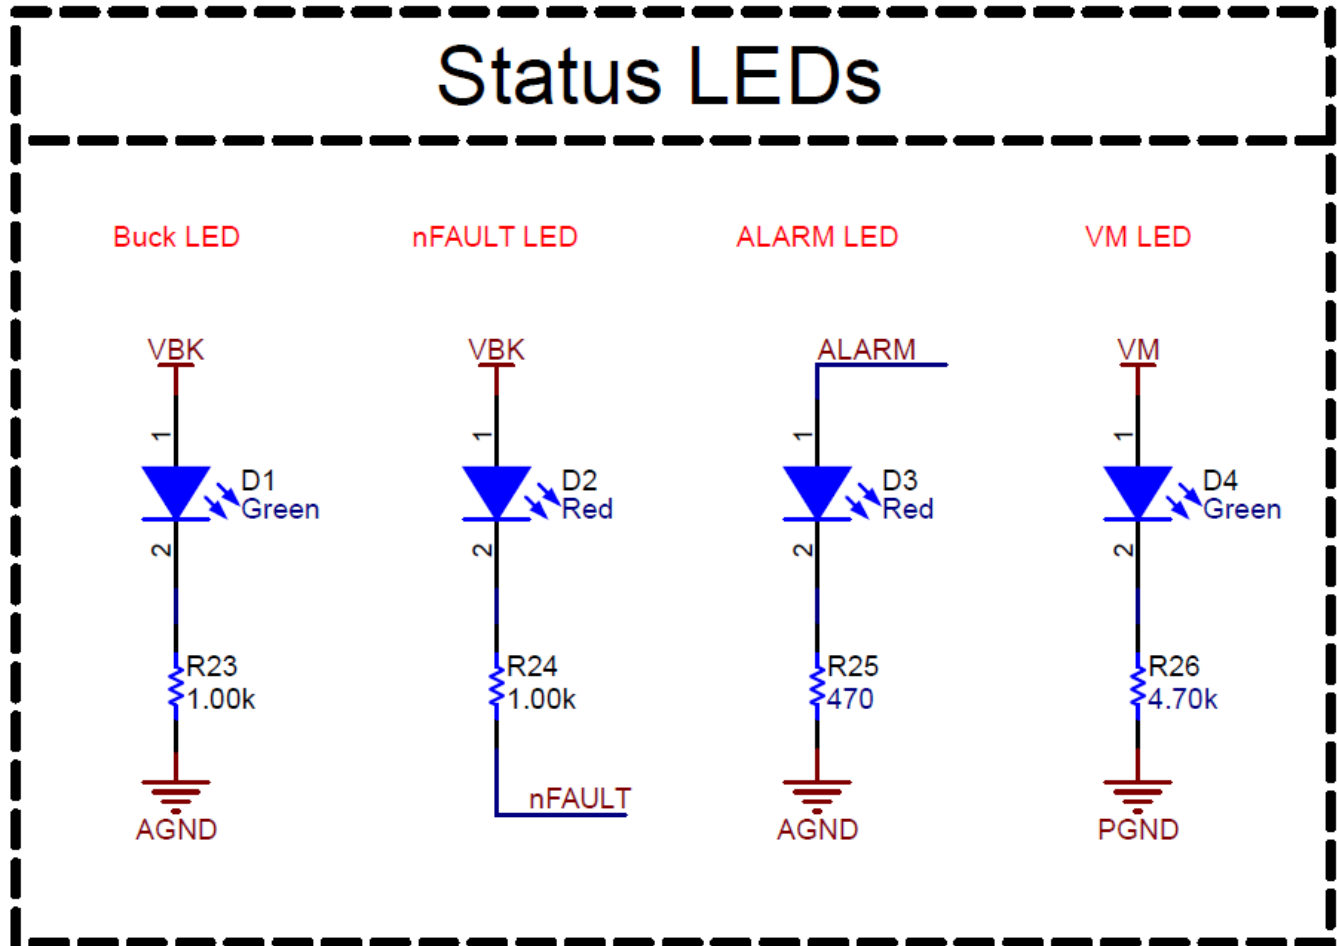 Status LEDs
Buck LED
nFAULT LED
ALARM LED
VM LED
VBK
VBK
ALARM
VM
1
D1
Green
2
1
D2
Red
2
1
D3
Red
2
1
D4
Green
2
R23
1.00k
R24
1.00k
R25
470
R26
4.70k
AGND
nFAULT
AGND
PGND